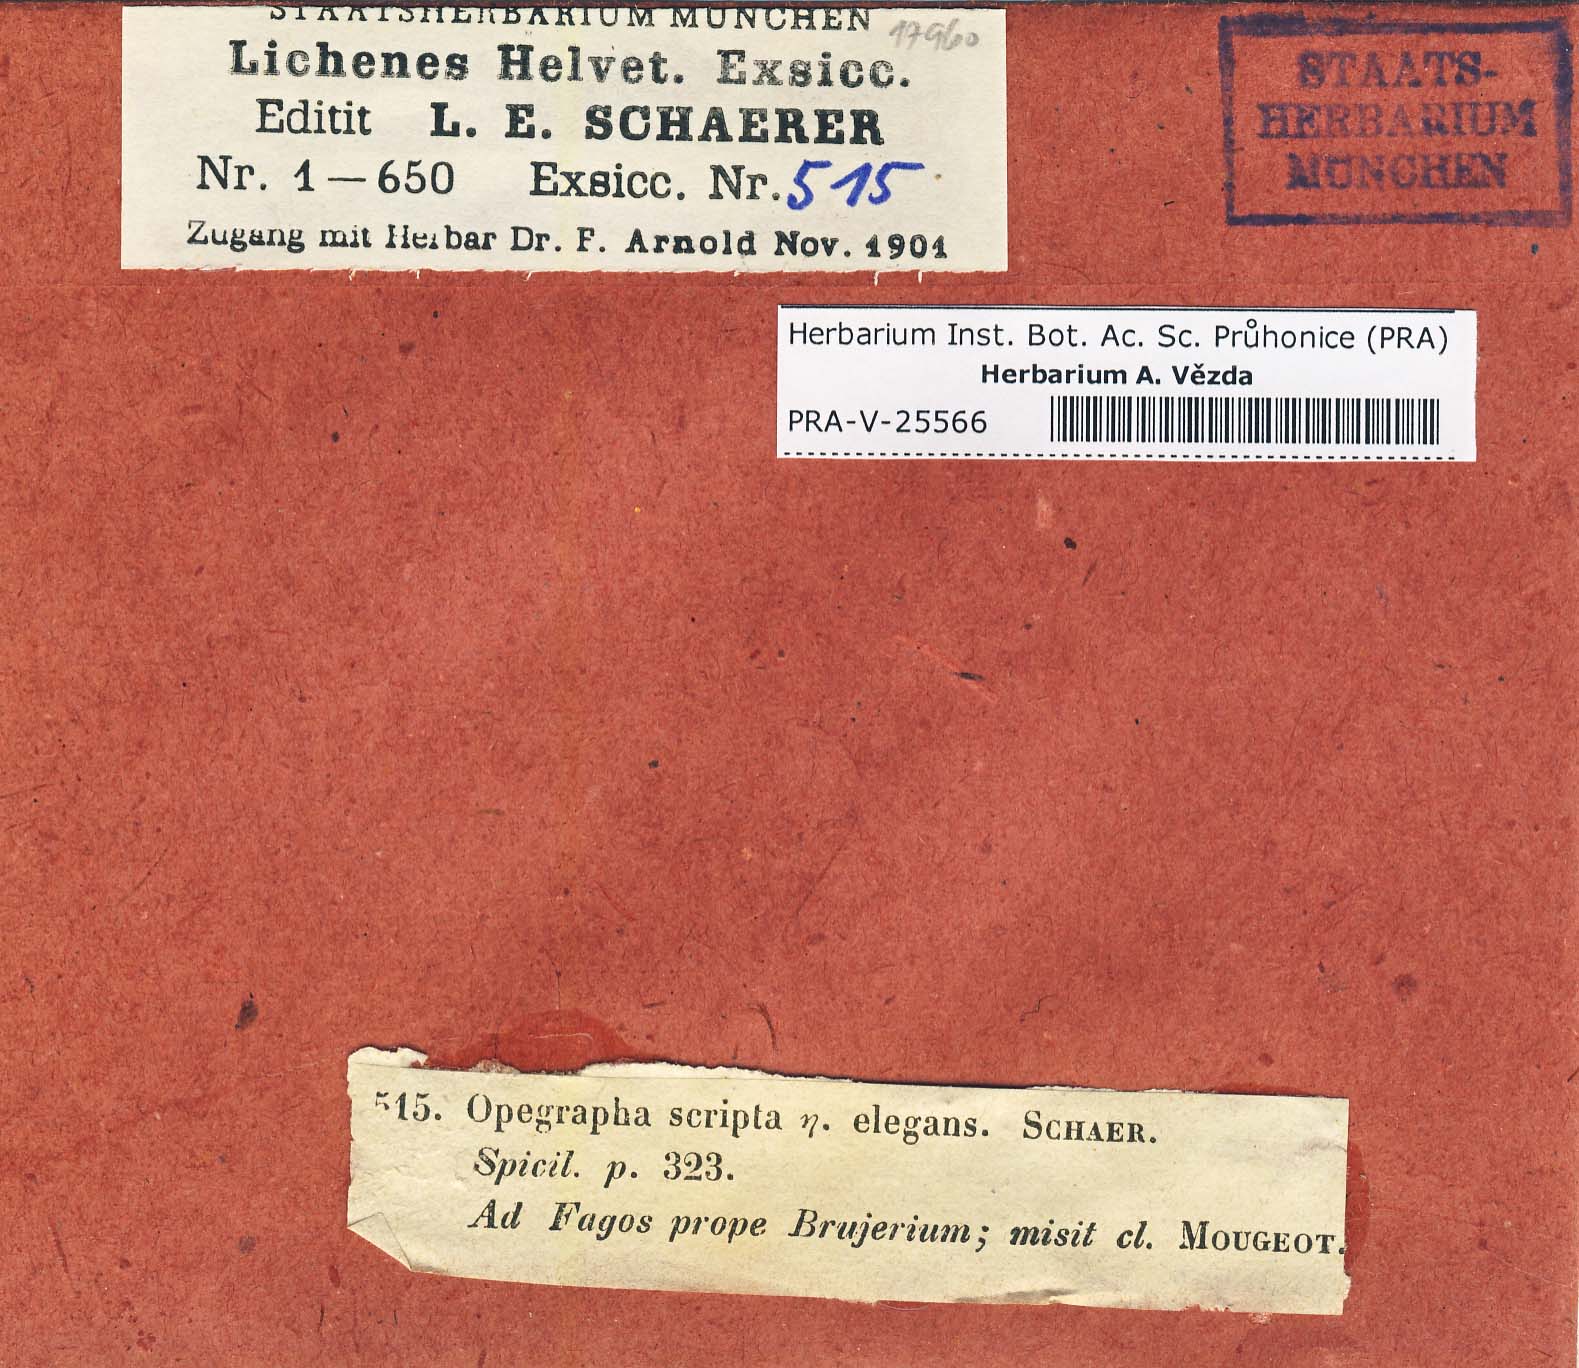 STAATSHERBARIUM MÜNCHEN
17960
Lichenes Helvet. Exsicc.
Editit L. E. SCHAERER
Nr. 1 — 650 Exsicc. Nr. 515
Zugang mit Herbar Dr. F. Arnold Nov. 1901
STAATS-
HERBARIUM
MÜNCHEN
Herbarium Inst. Bot. Ac. Sc. Průhonice (PRA)
Herbarium A. Vězda
PRA-V-25566
515. Opegrapha scripta η. elegans. SCHAER.
Spicil. p. 323.
Ad Fagos prope Brujerium; misit cl. MOUGEOT.